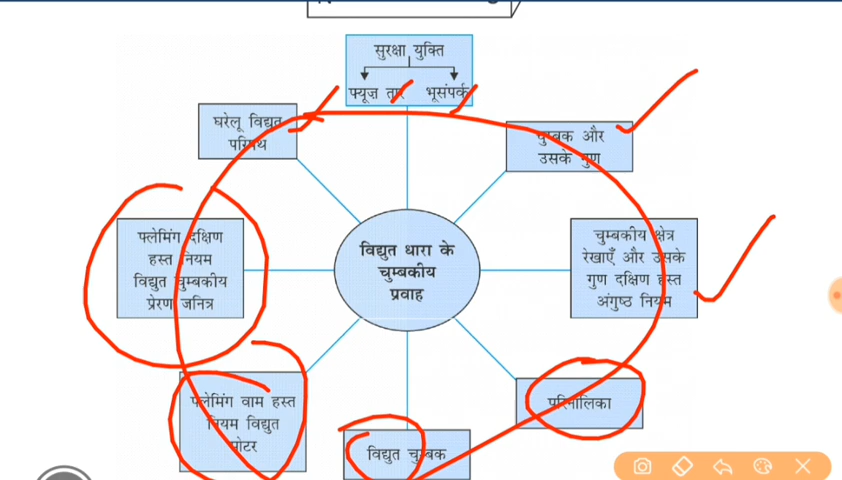 सुरक्षा युक्ति
फ्यूज तार भूसंपर्क
घरेलू विद्युत
परिपथ
चुम्बक और
उसके गुण
फ्लेमिंग दक्षिण
हस्त नियम
विद्युत चुम्बकीय
प्रेरण जनित्र
विद्युत धारा के
चुम्बकीय
प्रवाह
चुम्बकीय क्षेत्र
रेखाएँ और उसके
गुण दक्षिण हस्त
अंगुष्ठ नियम
फ्लेमिंग वाम हस्त
नियम विद्युत
मोटर
विद्युत चुम्बक
परिनालिका